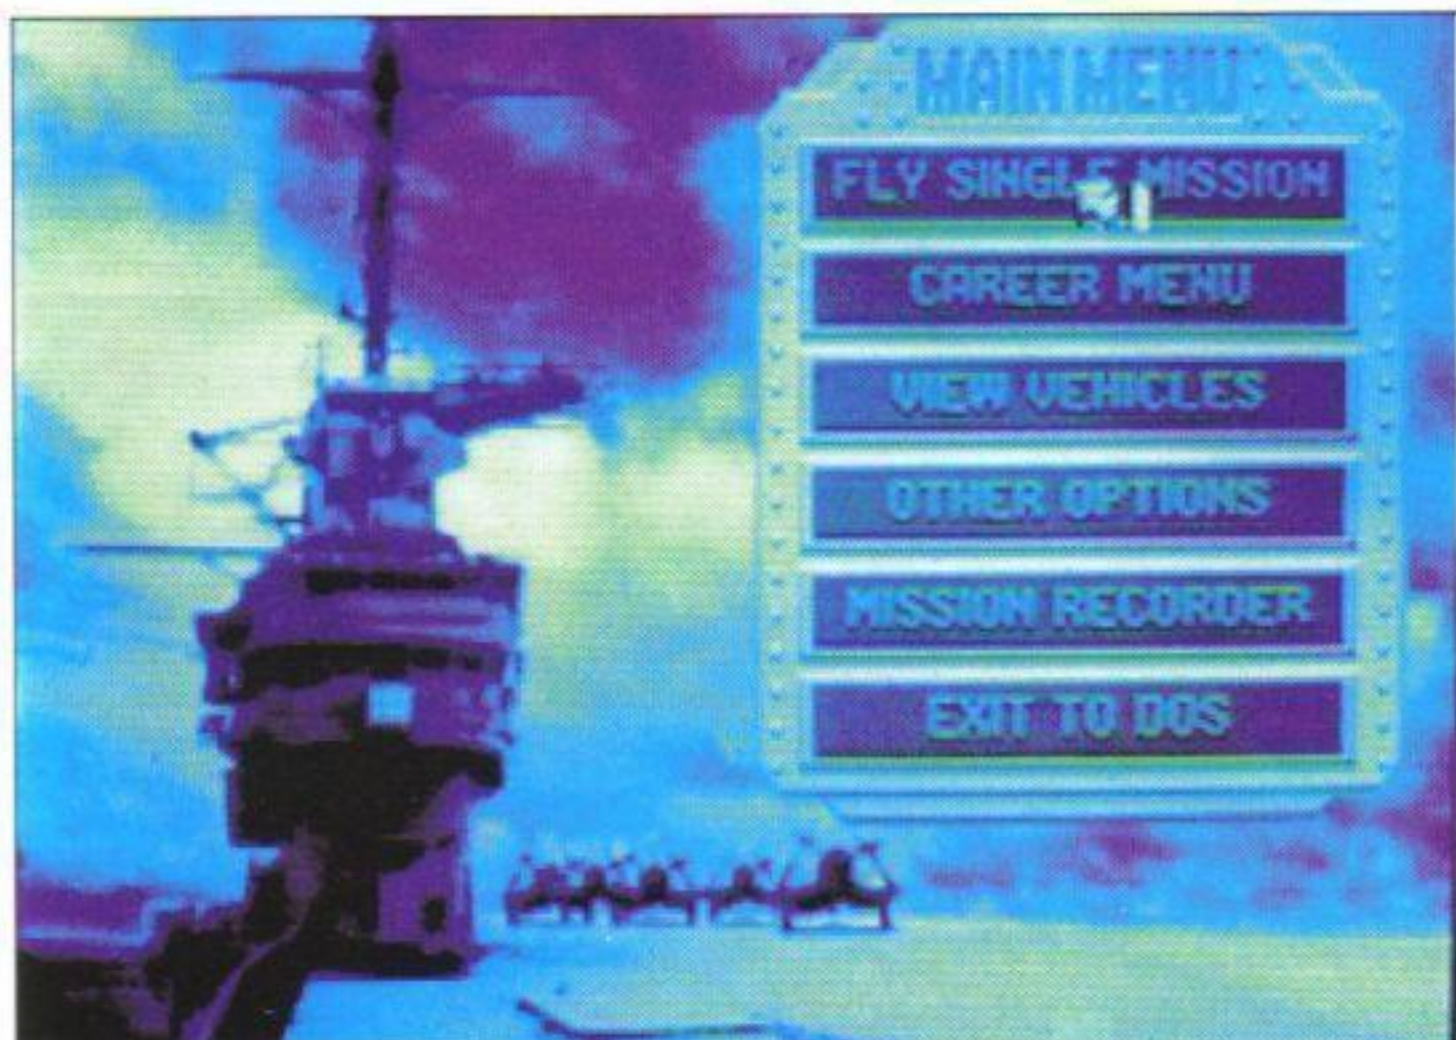 MAIN MENU
FLY SINGLE MISSION
CAREER MENU
VIEW VEHICLES
OTHER OPTIONS
MISSION RECORDER
EXIT TO DOS